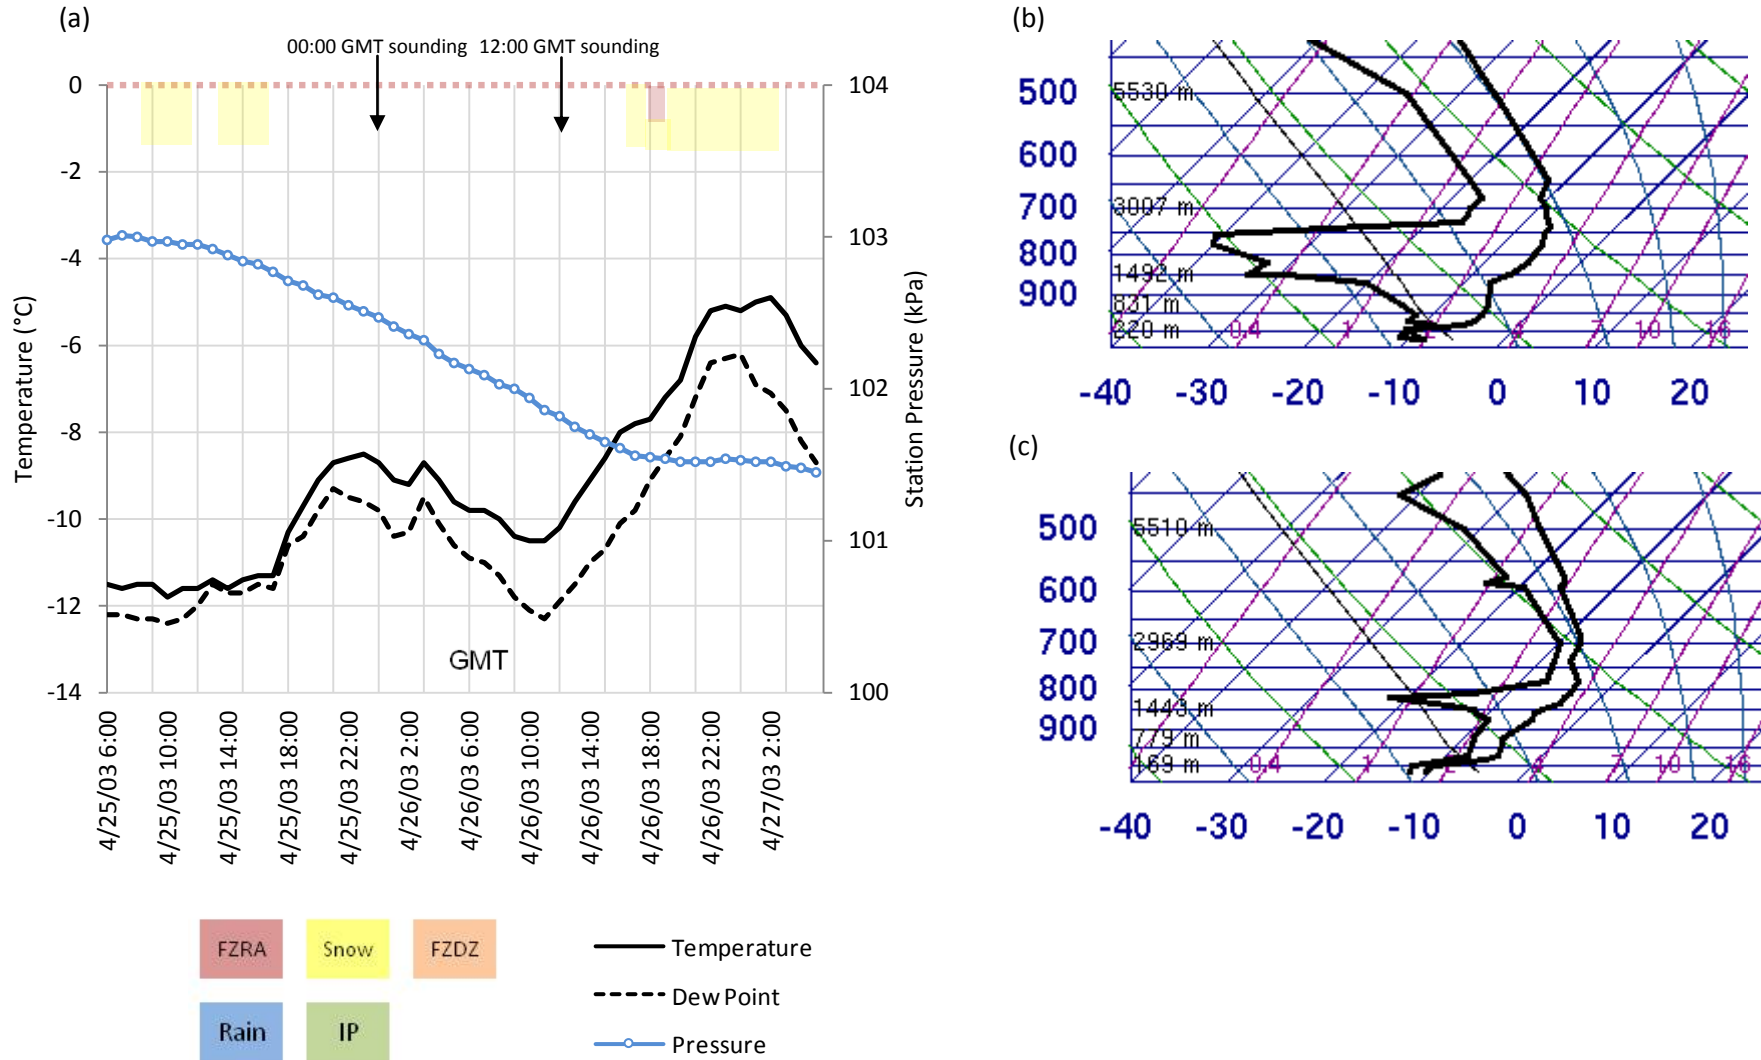 (a)
00:00 GMT sounding 12:00 GMT sounding
0
-2
-4
-6
-8
-10
-12
-14
Temperature (°C)
104
103
102
101
100
Station Pressure (kPa)
GMT
4/25/03 6:00
4/25/03 10:00
4/25/03 14:00
4/25/03 18:00
4/25/03 22:00
4/26/03 2:00
4/26/03 6:00
4/26/03 10:00
4/26/03 14:00
4/26/03 18:00
4/26/03 22:00
4/27/03 2:00
FZRA
Snow
FZDZ
Rain
IP
Temperature
Dew Point
Pressure
(b)
500
600
700
800
900
5530 m
3007 m
1492 m
831 m
220 m
0.4
1
2
4
7
10
16
-40 -30 -20 -10 0 10 20
(c)
500
600
700
800
900
5510 m
2969 m
1443 m
779 m
169 m
0.4
1
2
4
7
10
16
-40 -30 -20 -10 0 10 20